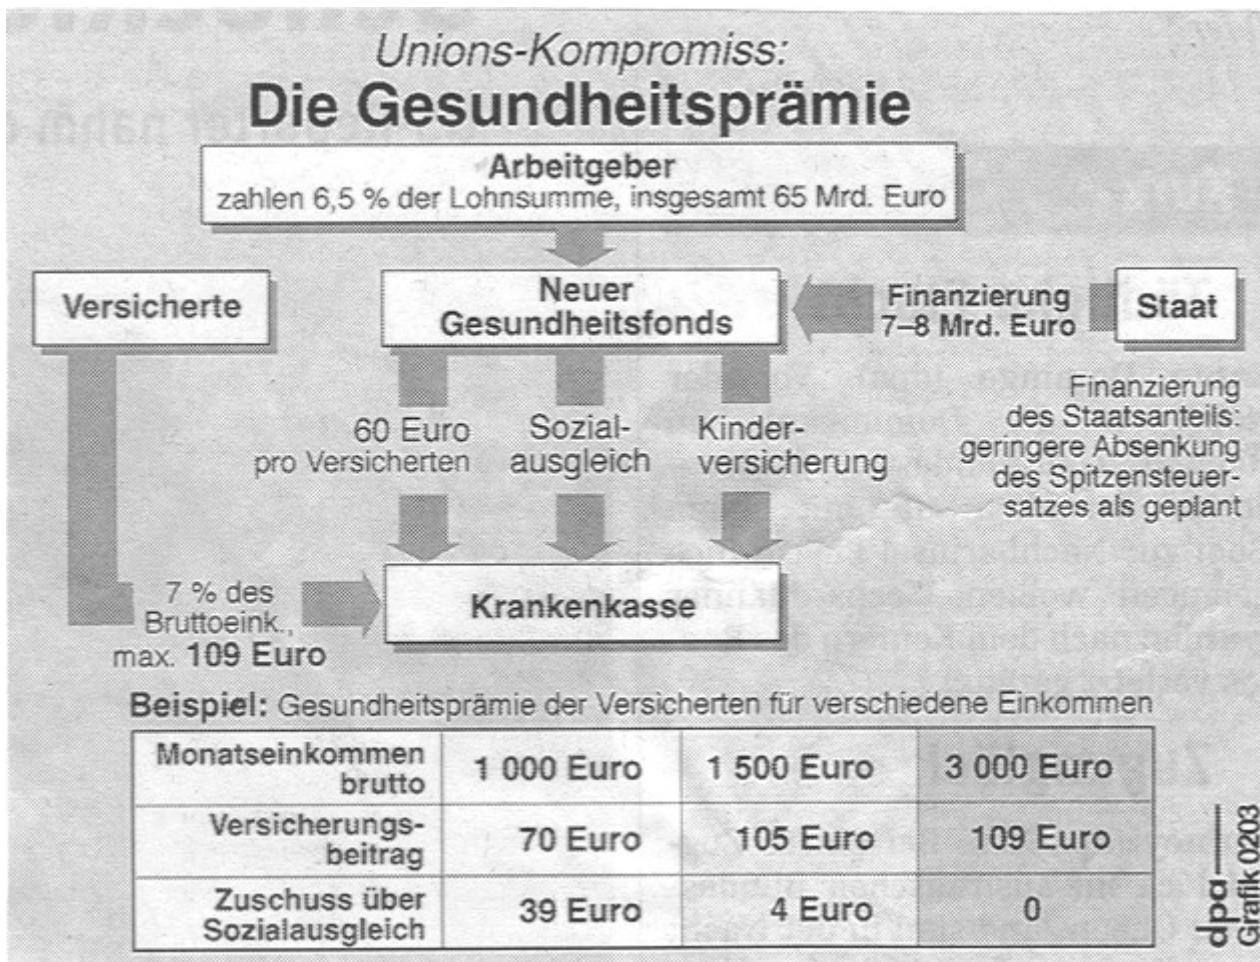 Unions-Kompromiss:
Die Gesundheitsprämie
Arbeitgeber
zahlen 6,5 % der Lohnsumme, insgesamt 65 Mrd. Euro
Versicherte
Neuer
Gesundheitsfonds
Finanzierung
7–8 Mrd. Euro
Staat
60 Euro
pro Versicherten
Sozial-
ausgleich
Kinder-
versicherung
Finanzierung
des Staatsanteils:
geringere Absenkung
des Spitzensteuer-
satzes als geplant
7 % des
Bruttoeink.,
max. 109 Euro
Krankenkasse
Beispiel: Gesundheitsprämie der Versicherten für verschiedene Einkommen
Monatseinkommen
brutto
1 000 Euro
1 500 Euro
3 000 Euro
Versicherungs-
beitrag
70 Euro
105 Euro
109 Euro
Zuschuss über
Sozialausgleich
39 Euro
4 Euro
0
dpa
Grafik 0203